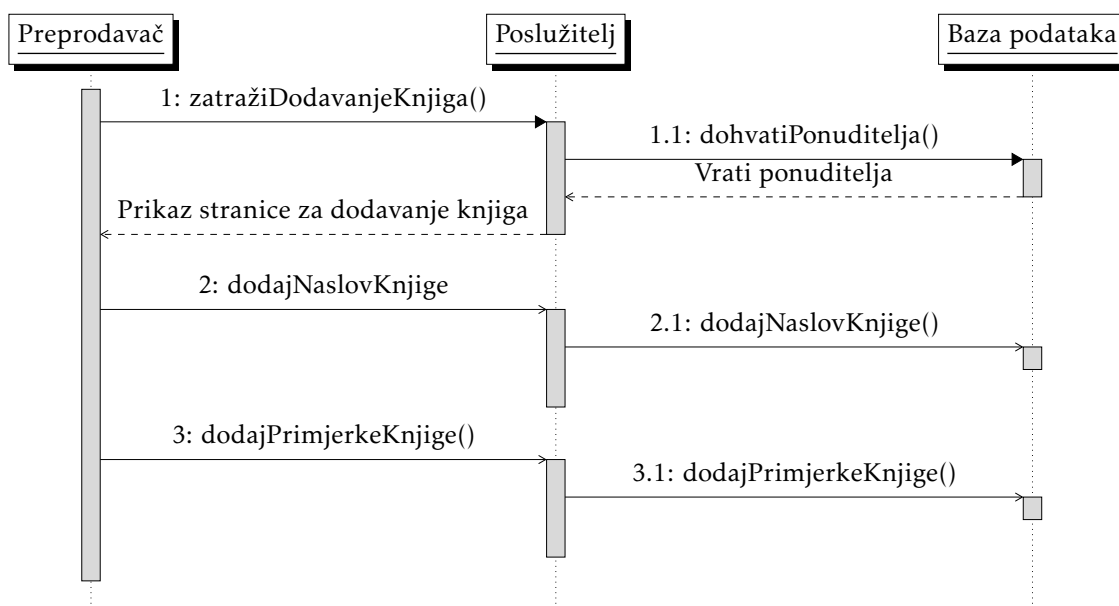 Preprodavač
Poslužitelj
Baza podataka
1: zatražiDodavanjeKnjiga()
1.1: dohvatiPonuditelja()
Vrati ponuditelja
Prikaz stranice za dodavanje knjiga
2: dodajNaslovKnjige
2.1: dodajNaslovKnjige()
3: dodajPrimjerkeKnjige()
3.1: dodajPrimjerkeKnjige()